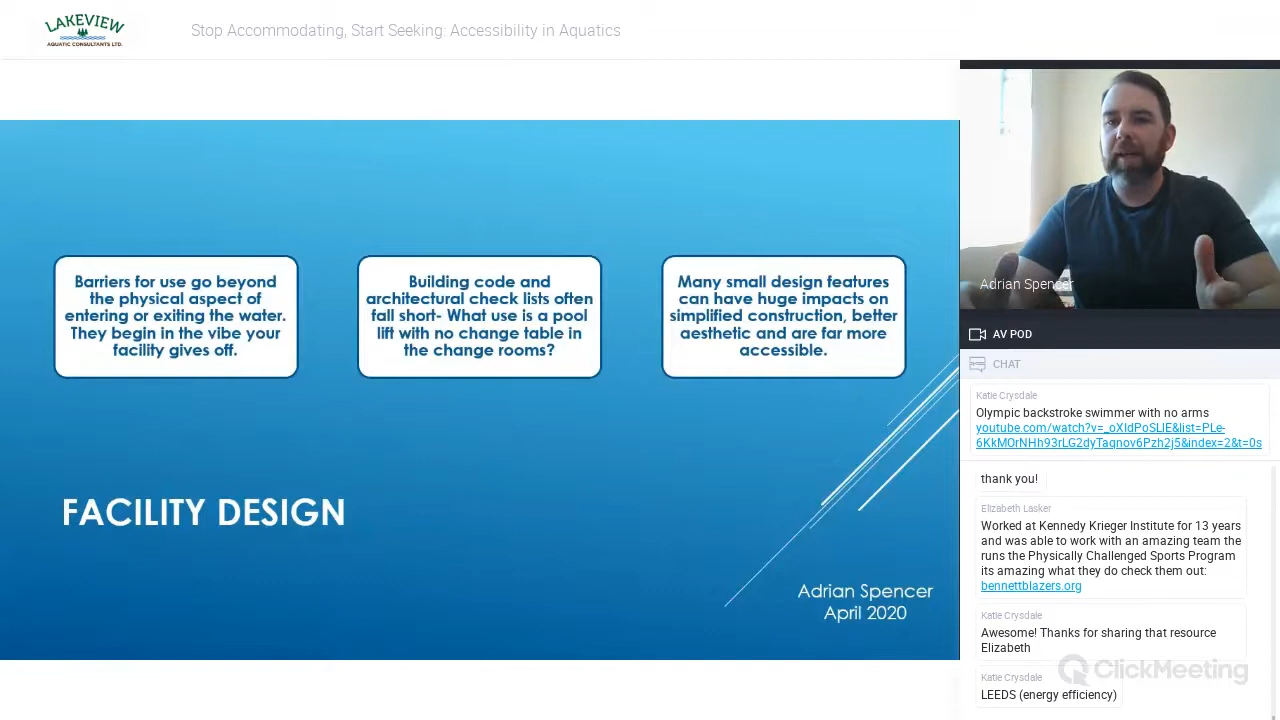 LAKEVIEW
AQUATIC CONSULTANTS LTD.
Stop Accommodating, Start Seeking: Accessibility in Aquatics
Barriers for use go beyond
the physical aspect of
entering or exiting the water.
They begin in the vibe your
facility gives off.
Building code and
architectural check lists often
fall short- What use is a pool
lift with no change table in
the change rooms?
Many small design features
can have huge impacts on
simplified construction, better
aesthetic and are far more
accessible.
FACILITY DESIGN
Adrian Spencer
April 2020
Adrian Spencer
AV POD
CHAT
Katie Crysdale
Olympic backstroke swimmer with no arms
youtube.com/watch?v=_oXIdPoSLIE&list=PLe-
6KkMOrNHh93rLG2dyTaqnov6Pzh2j5&index=2&t=0s
thank you!
Elizabeth Lasker
Worked at Kennedy Krieger Institute for 13 years
and was able to work with an amazing team the
runs the Physically Challenged Sports Program
its amazing what they do check them out:
bennettblazers.org
Katie Crysdale
Awesome! Thanks for sharing that resource
Elizabeth
Katie Crysdale
LEEDS (energy efficiency)
ClickMeeting